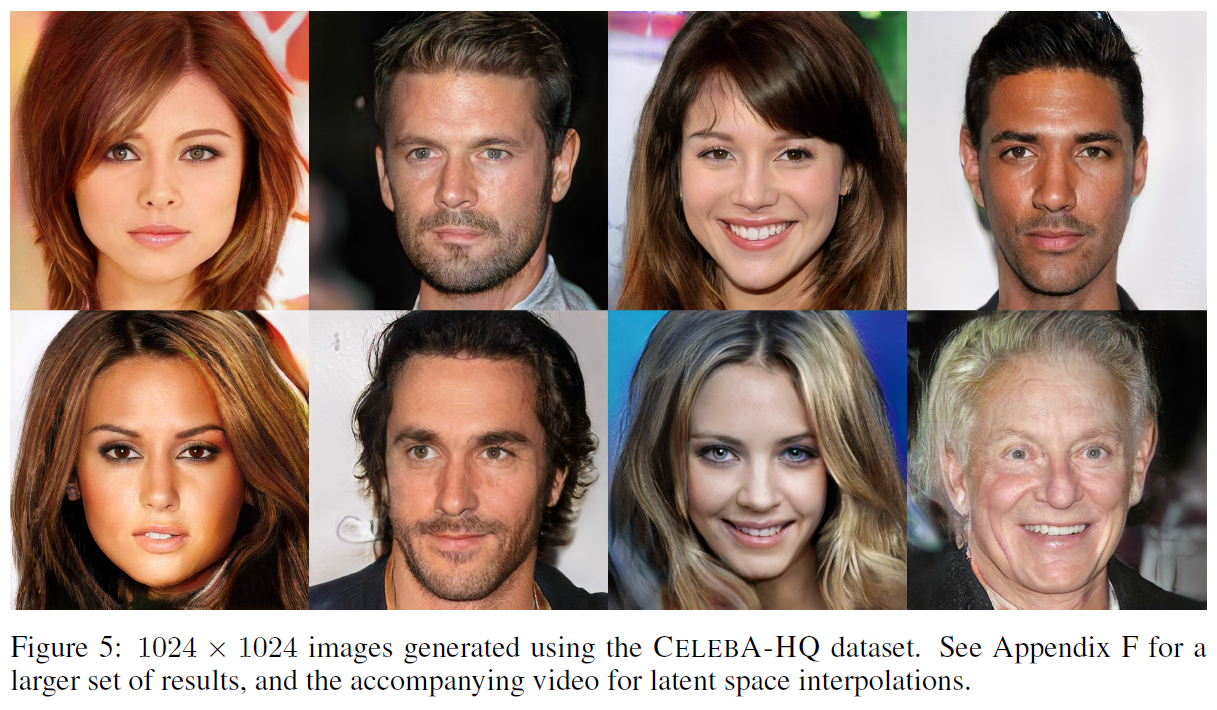 Figure 5: 1024 × 1024 images generated using the CELEBA-HQ dataset. See Appendix F for a
larger set of results, and the accompanying video for latent space interpolations.